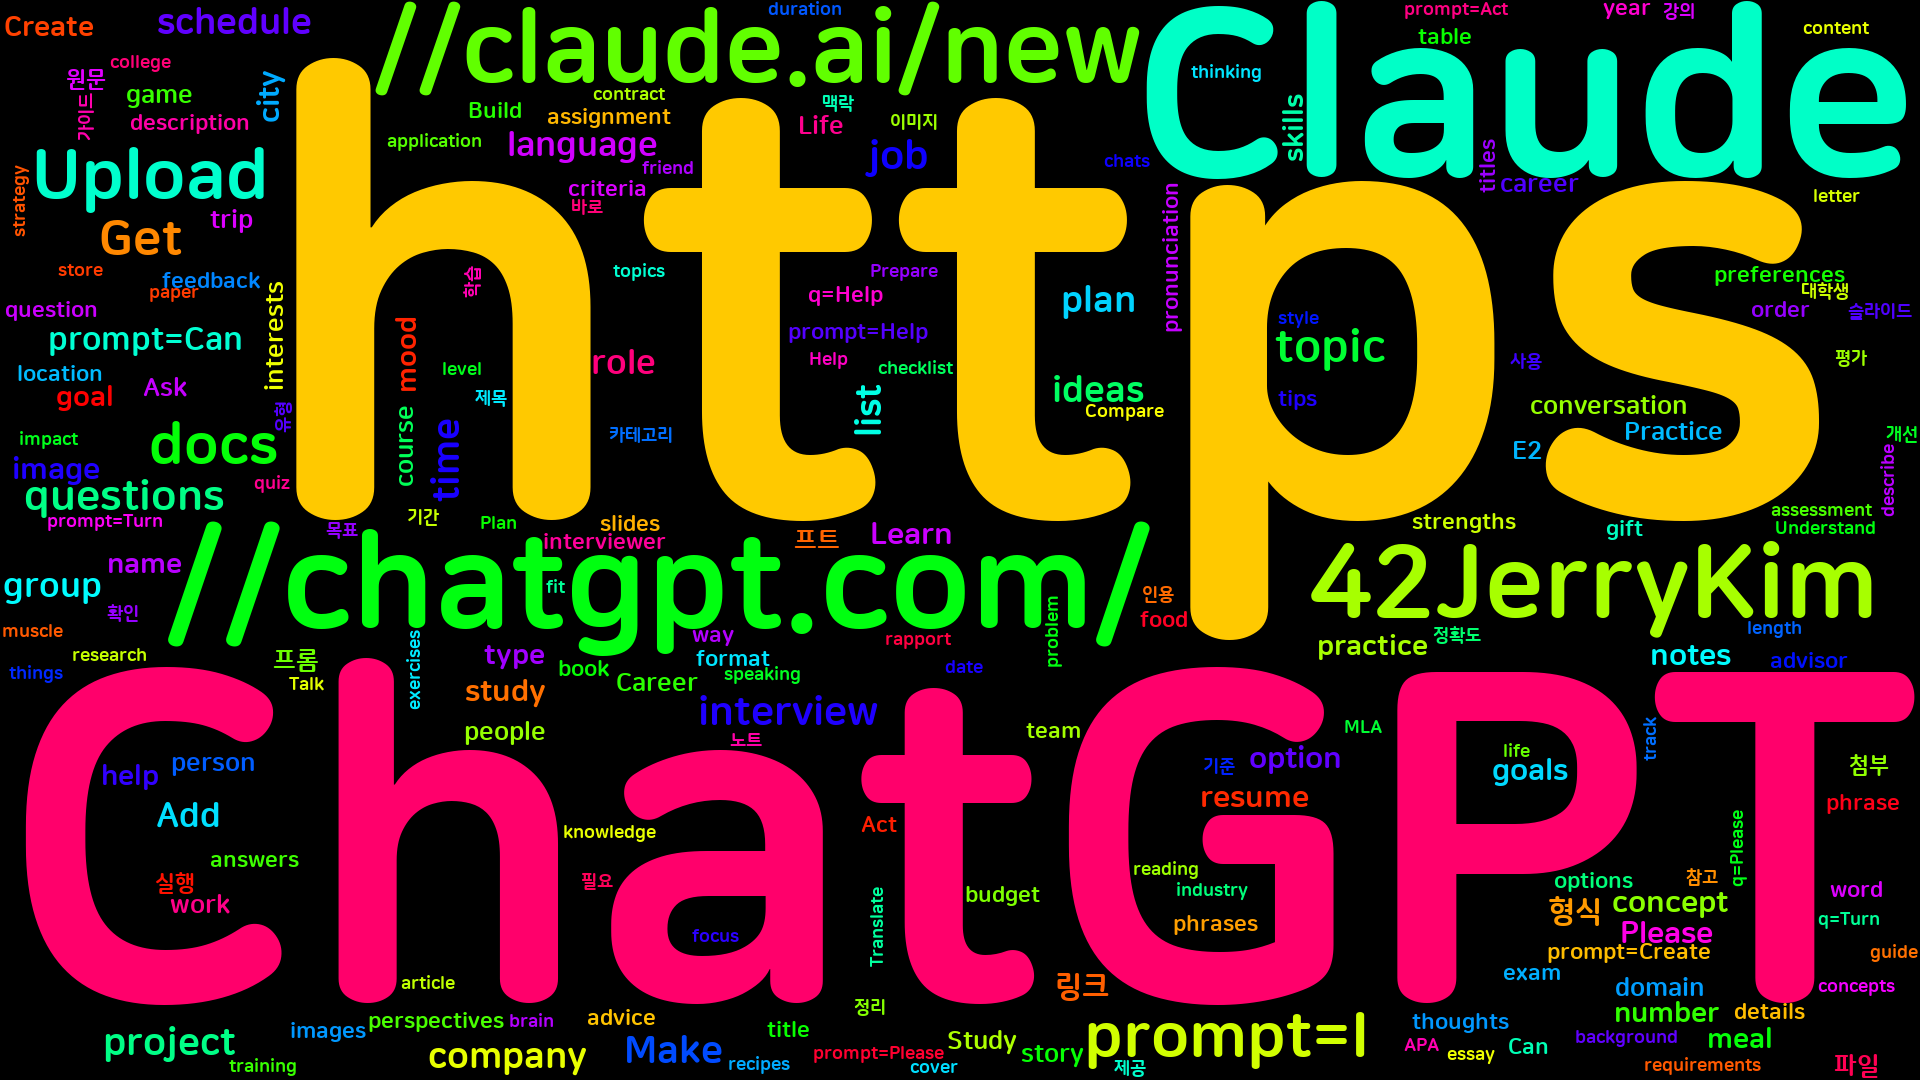 Create
schedule
//claude.ai/new
duration
Claude
prompt=Act
year
강의
content
table
college
원문
game
city
가이드
description
Build
contract
assignment
맥락
Life
이미지
thinking
skills
application
language
friend
job
chats
titles
career
Upload
strategy
criteria
바로
letter
Get
trip
https
pronunciation
store
feedback
paper
topics
Prepare
preferences
대학생
question
interests
학습
q=Help
plan
order
슬라이드
prompt=Can
mood
role
prompt=Help
style
topic
사용
평가
location
Help
level
checklist
goal
Ask
제목
list
ideas
Compare
tips
conversation
Practice
개선
impact
docs
course
time
카테고리
E2
image
questions
quiz
describe
prompt=Turn
목표
기간
Plan
slides
interviewer
프트
Learn
strengths
gift
assessment
Understand
name
group
//chatgpt.com/
fit
인용
food
42JerryKim
확인
muscle
research
things
프롬
Talk
exercises
type
book
way
format
speaking
rapport
date
problem
practice
정확도
length
notes
advisor
study
Career
people
interview
노트
team
MLA
track
ChatGPT
help
person
기준
option
life
goals
첨부
Add
resume
phrase
knowledge
Act
answers
실행
work
필요
Translate
budget
reading
industry
phrases
q=Please
options
참고
형식
concept
word
q=Turn
Please
focus
prompt=Create
guide
article
링크
exam
domain
concepts
정리
number
details
project
images
perspectives
brain
advice
title
Study
prompt=I
thoughts
background
meal
training
company
Make
recipes
prompt=Please
cover
story
제공
APA
essay
Can
requirements
파일